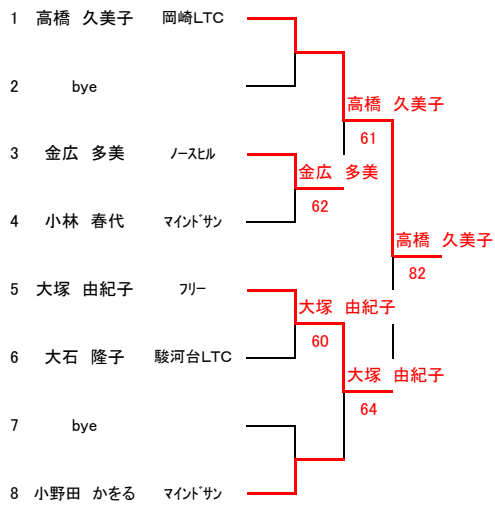 1 高橋 久美子 岡崎LTC
2 bye
高橋 久美子
61
3 金広 多美 ノースヒル
金広 多美
62
4 小林 春代 マインドサン
高橋 久美子
82
5 大塚 由紀子 フリー
大塚 由紀子
60
6 大石 隆子 駿河台LTC
大塚 由紀子
64
7 bye
8 小野田 かをる マインドサン